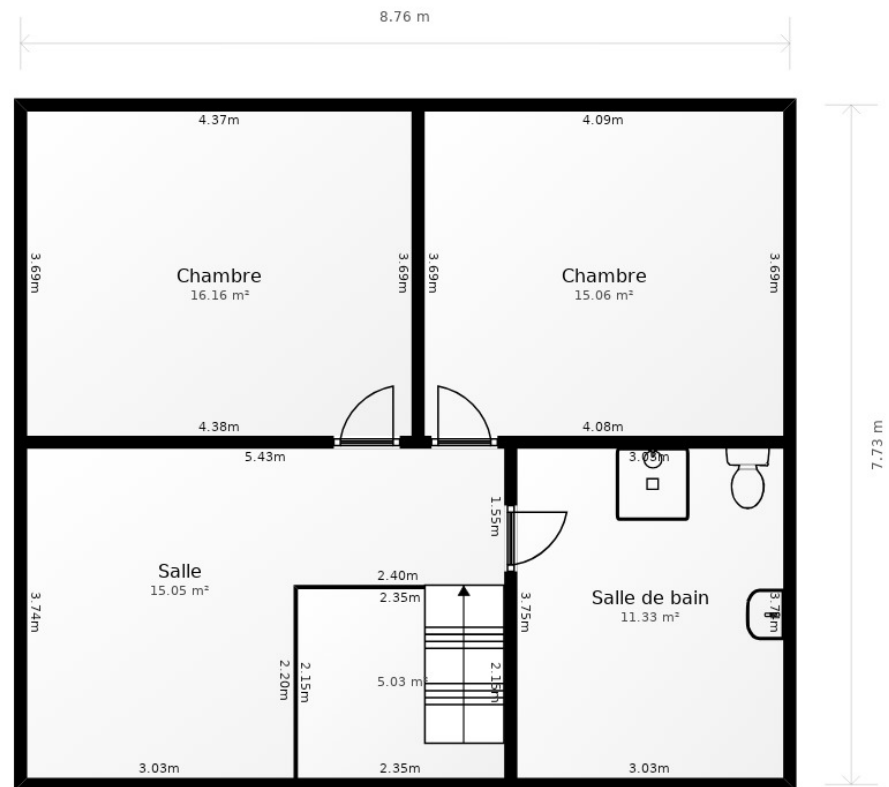 8.76 m
4.37m
4.09m
3.69m
3.69m
3.69m
3.69m
Chambre
16.16 m²
Chambre
15.06 m²
4.38m
4.08m
7.73 m
5.43m
3.03m
1.55m
Salle
15.05 m²
2.40m
2.35m
3.74m
3.75m
Salle de bain
11.33 m²
2.20m
2.15m
5.03 m²
2.15m
3.03m
2.35m
3.03m